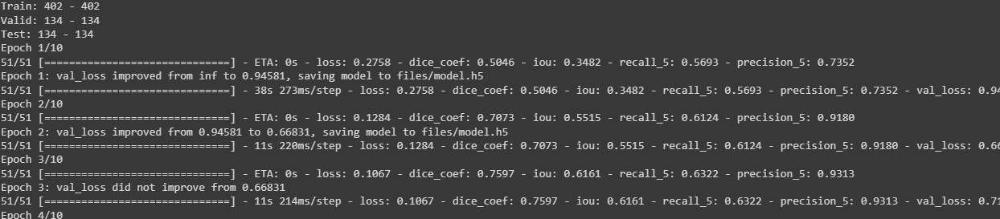 Train: 402 - 402
Valid: 134 - 134
Test: 134 - 134
Epoch 1/10
51/51 [==============================] - ETA: 0s - loss: 0.2758 - dice_coef: 0.5046 - iou: 0.3482 - recall_5: 0.5693 - precision_5: 0.7352
Epoch 1: val_loss improved from inf to 0.94581, saving model to files/model.h5
51/51 [==============================] - 38s 273ms/step - loss: 0.2758 - dice_coef: 0.5046 - iou: 0.3482 - recall_5: 0.5693 - precision_5: 0.7352 - val_loss: 0.94
Epoch 2/10
51/51 [==============================] - ETA: 0s - loss: 0.1284 - dice_coef: 0.7073 - iou: 0.5515 - recall_5: 0.6124 - precision_5: 0.9180
Epoch 2: val_loss improved from 0.94581 to 0.66831, saving model to files/model.h5
51/51 [==============================] - 11s 220ms/step - loss: 0.1284 - dice_coef: 0.7073 - iou: 0.5515 - recall_5: 0.6124 - precision_5: 0.9180 - val_loss: 0.66
Epoch 3/10
51/51 [==============================] - ETA: 0s - loss: 0.1067 - dice_coef: 0.7597 - iou: 0.6161 - recall_5: 0.6322 - precision_5: 0.9313
Epoch 3: val_loss did not improve from 0.66831
51/51 [==============================] - 11s 214ms/step - loss: 0.1067 - dice_coef: 0.7597 - iou: 0.6161 - recall_5: 0.6322 - precision_5: 0.9313 - val_loss: 0.71
Epoch 4/10